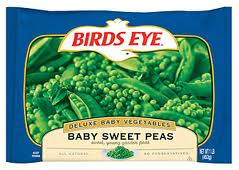 BIRDS EYE
DELUXE BABY VEGETABLES
BABY SWEET PEAS
sweet, young garden peas
ALL NATURAL
NO PRESERVATIVES
NET WT 1 LB
(453g)